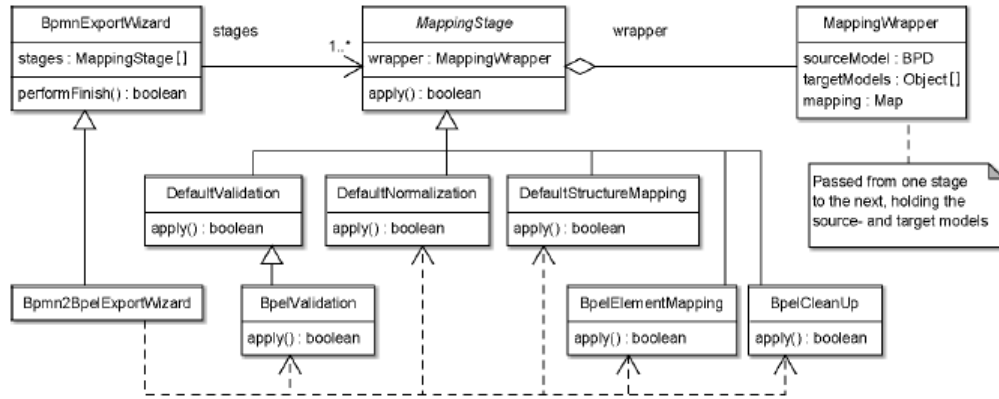 BpmnExportWizard
stages : MappingStage[]
performFinish() : boolean
stages
1..*
MappingStage
wrapper : MappingWrapper
apply() : boolean
wrapper
MappingWrapper
sourceModel : BPD
targetModels : Object[]
mapping : Map
Passed from one stage
to the next, holding the
source- and target models
DefaultValidation
apply() : boolean
DefaultNormalization
apply() : boolean
DefaultStructureMapping
apply() : boolean
Bpmn2BpelExportWizard
BpelValidation
apply() : boolean
BpelElementMapping
apply() : boolean
BpelCleanUp
apply() : boolean